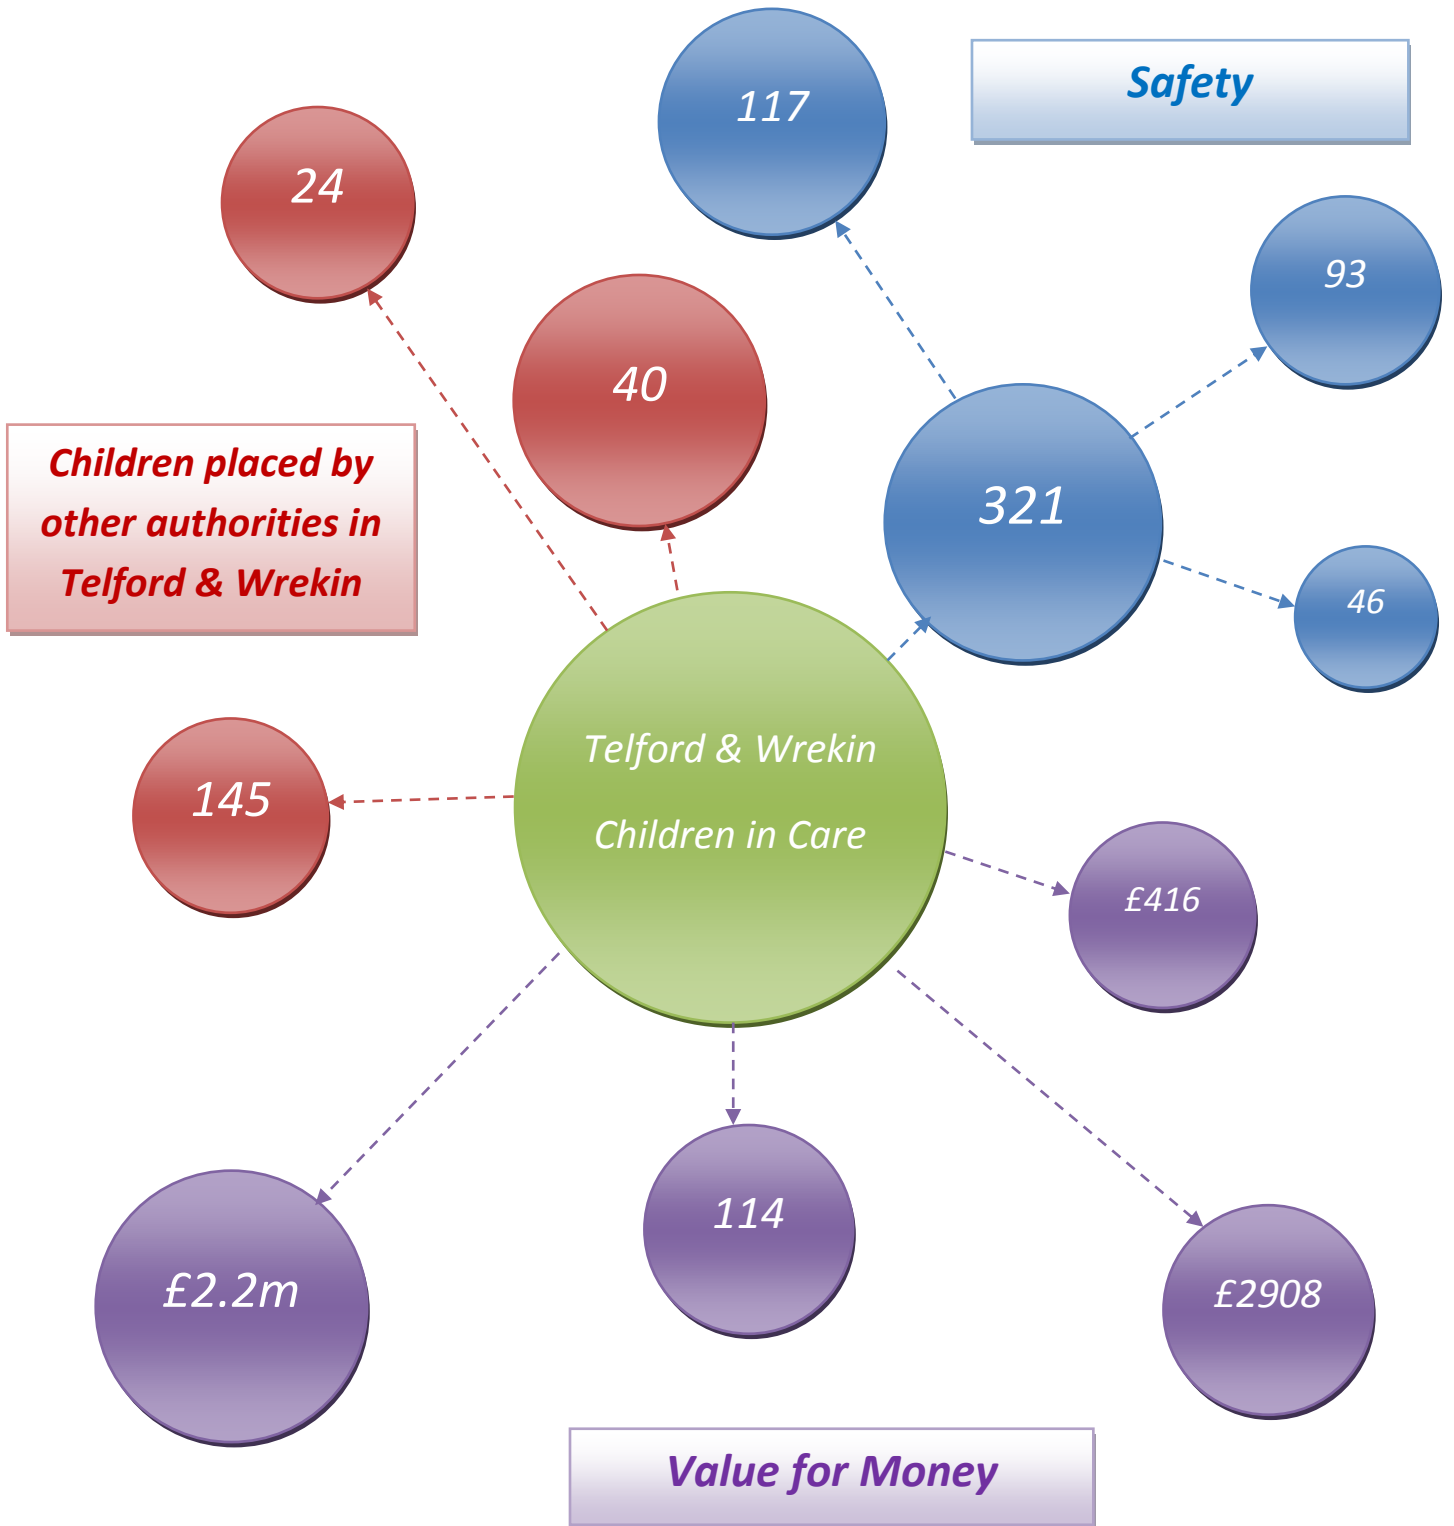 Safety
117
24
93
40
Children placed by
other authorities in
Telford & Wrekin
321
46
Telford & Wrekin
Children in Care
145
£416
114
£2.2m
£2908
Value for Money